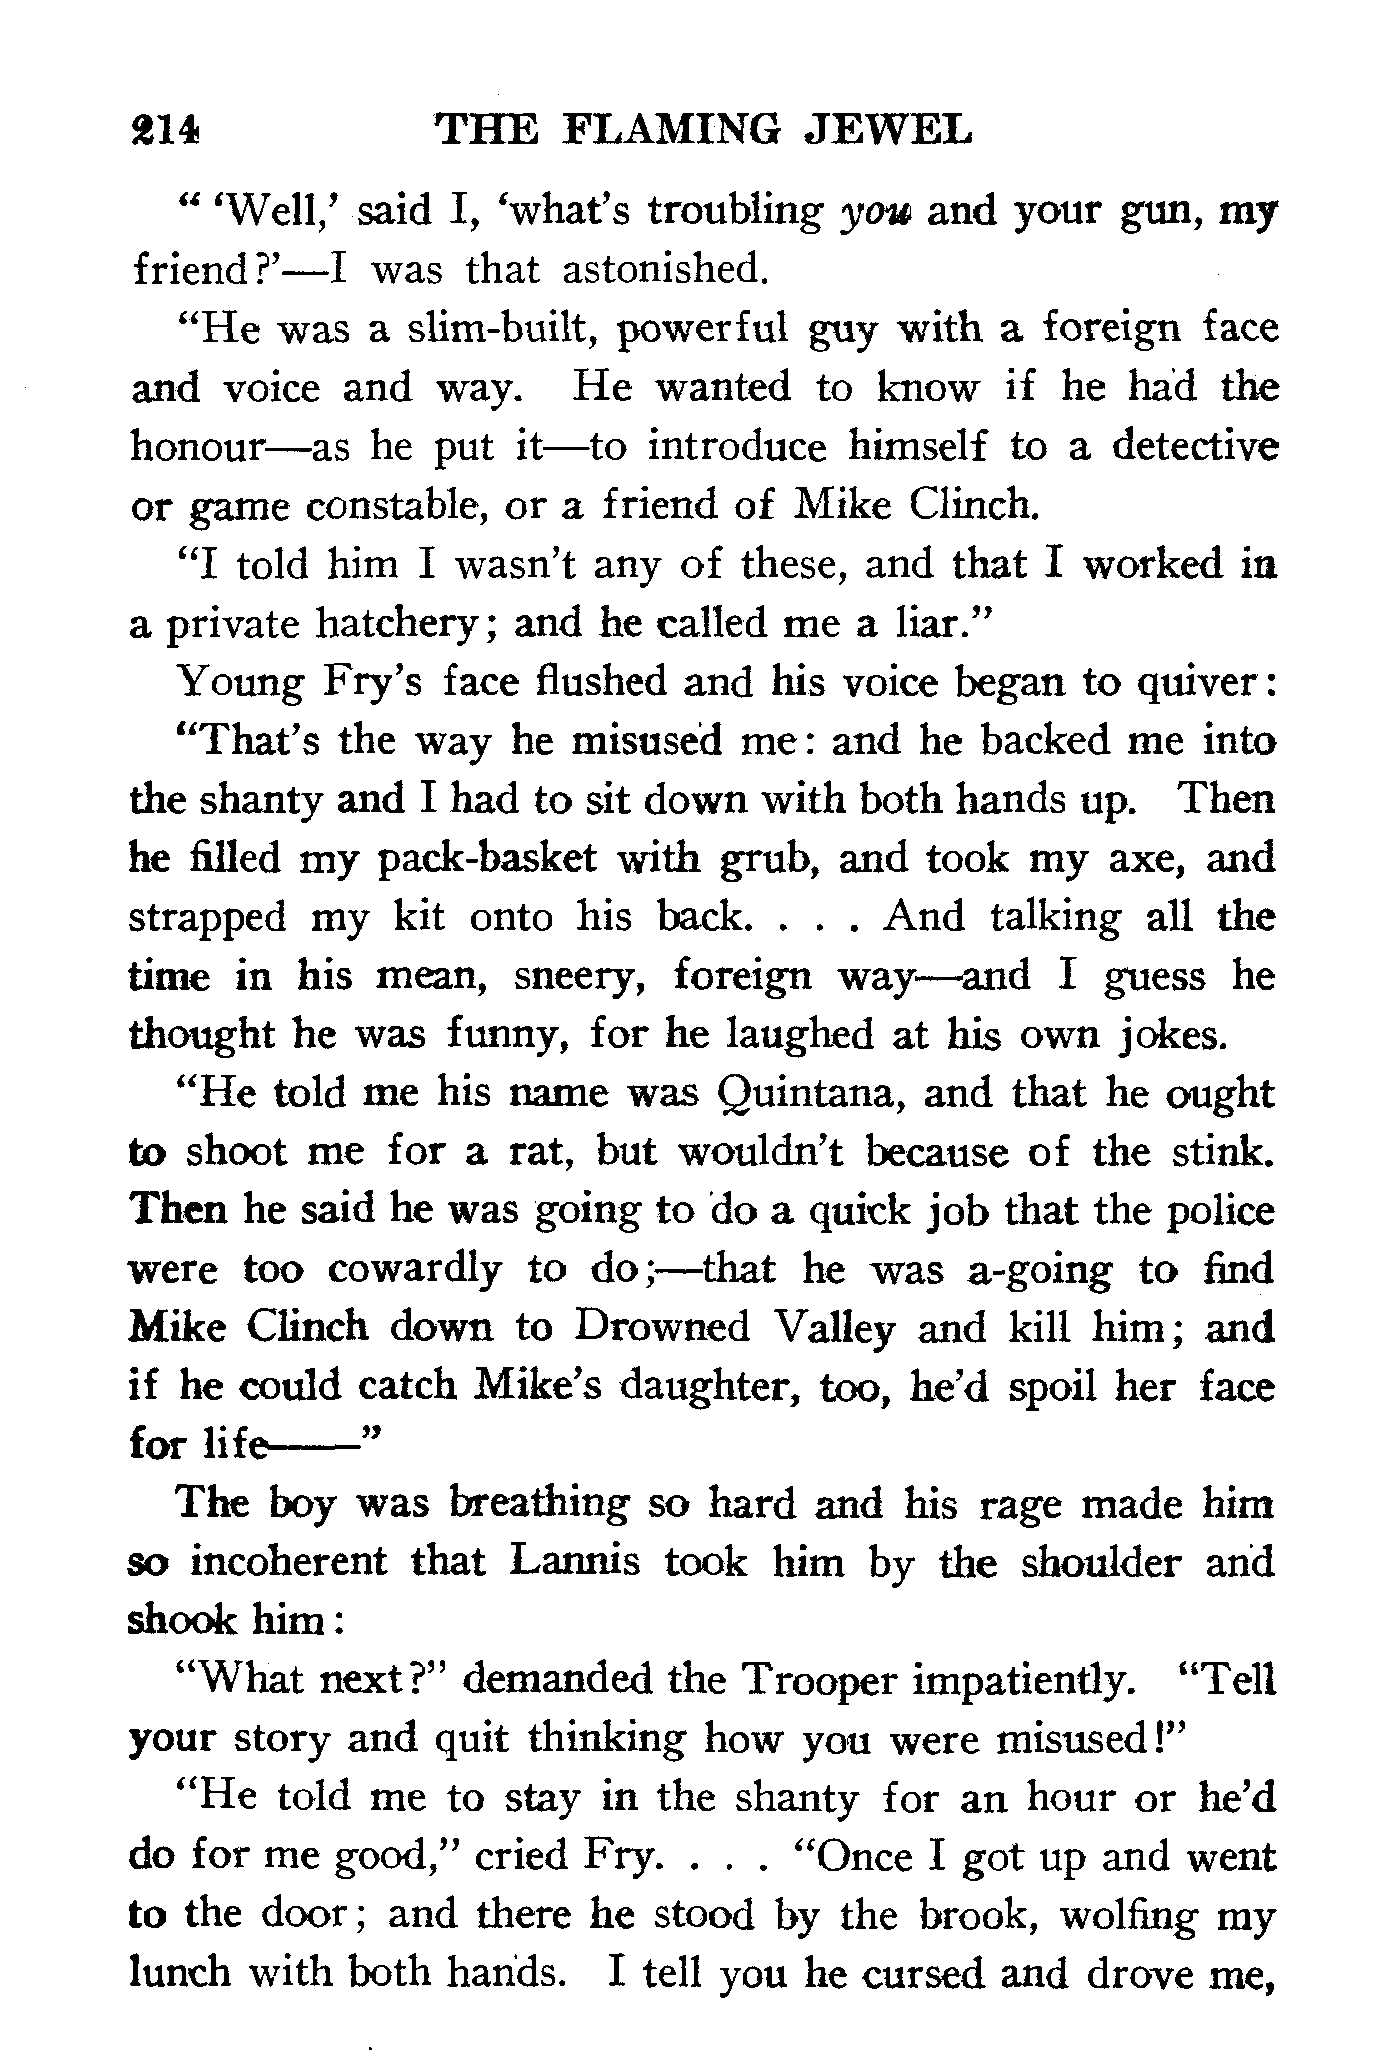 214 THE FLAMING JEWEL
“ ‘Well,’ said I, ‘what’s troubling you and your gun, my
friend?’—I was that astonished.
“He was a slim-built, powerful guy with a foreign face
and voice and way. He wanted to know if he had the
honour—as he put it—to introduce himself to a detective
or game constable, or a friend of Mike Clinch.
“I told him I wasn’t any of these, and that I worked in
a private hatchery; and he called me a liar.”
Young Fry’s face flushed and his voice began to quiver:
“That’s the way he misused me: and he backed me into
the shanty and I had to sit down with both hands up. Then
he filled my pack-basket with grub, and took my axe, and
strapped my kit onto his back. . . . And talking all the
time in his mean, sneery, foreign way—and I guess he
thought he was funny, for he laughed at his own jokes.
“He told me his name was Quintana, and that he ought
to shoot me for a rat, but wouldn’t because of the stink.
Then he said he was going to do a quick job that the police
were too cowardly to do;—that he was a-going to find
Mike Clinch down to Drowned Valley and kill him; and
if he could catch Mike’s daughter, too, he’d spoil her face
for life——”
The boy was breathing so hard and his rage made him
so incoherent that Lannis took him by the shoulder and
shook him:
“What next?” demanded the Trooper impatiently. “Tell
your story and quit thinking how you were misused!”
“He told me to stay in the shanty for an hour or he’d
do for me good,” cried Fry. . . . “Once I got up and went
to the door; and there he stood by the brook, wolfing my
lunch with both hands. I tell you he cursed and drove me,